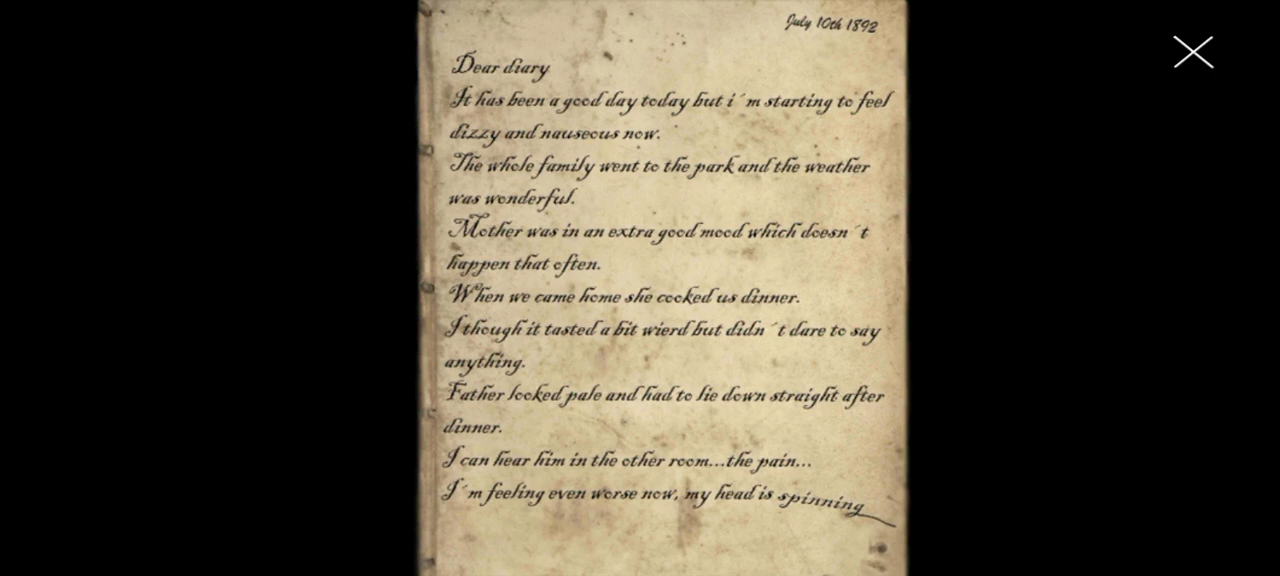 July 10th 1892
Dear diary
It has been a good day today but i´m starting to feel
dizzy and nauseous now.
The whole family went to the park and the weather
was wonderful.
Mother was in an extra good mood which doesn´t
happen that often.
When we came home she cooked us dinner.
I though it tasted a bit wierd but didn´t dare to say
anything.
Father looked pale and had to lie down straight after
dinner.
I can hear him in the other room...the pain...
I´m feeling even worse now, my head is spinning